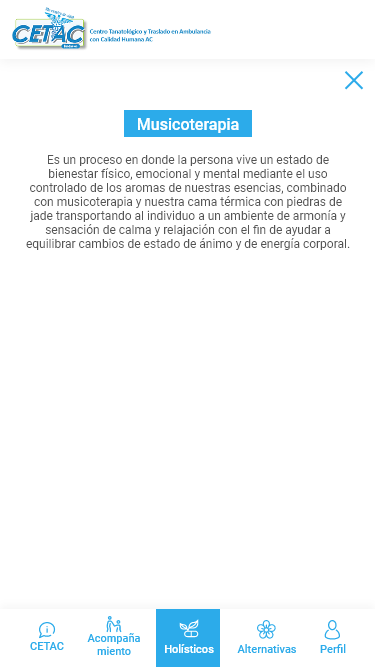 CETAC
Centro Tanatológico y Traslado en Ambulancia
con Calidad Humana AC
Musicoterapia
Es un proceso en donde la persona vive un estado de
bienestar físico, emocional y mental mediante el uso
controlado de los aromas de nuestras esencias, combinado
con musicoterapia y nuestra cama térmica con piedras de
jade transportando al individuo a un ambiente de armonía y
sensación de calma y relajación con el fin de ayudar a
equilibrar cambios de estado de ánimo y de energía corporal.
CETAC
Acompaña
miento
Holísticos
Alternativas
Perfil